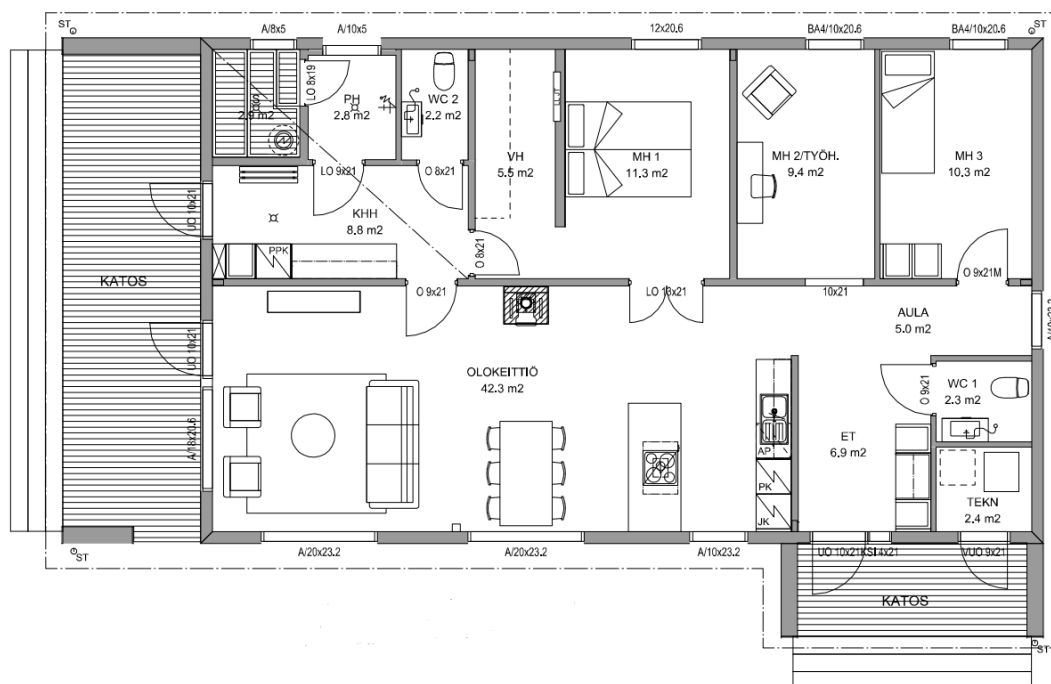 ST
A/8x5
A/10x5
12x20.6
BA4/10x20.6
BA4/10x20.6
ST
LO 8x19
S
2.9 m2
PH
2.8 m2
WC 2
2.2 m2
VH
5.5 m2
MH 1
11.3 m2
MH 2/TYÖH.
9.4 m2
MH 3
10.3 m2
LO 9x21
O 8x21
UO 10x21
KHH
8.8 m2
PPK
O 8x21
O 9x21M
KATOS
O 9x21
LO 13x21
10x21
AULA
5.0 m2
A/10x23.2
UO 10x21
OLOKEITTIÖ
42.3 m2
O 9x21
WC 1
2.3 m2
A/18x20.6
ET
6.9 m2
AP
PK
JK
TEKN
2.4 m2
ST
A/20x23.2
A/20x23.2
A/10x23.2
UO 10x21
KSI 4x21
VUO 9x21
KATOS
ST